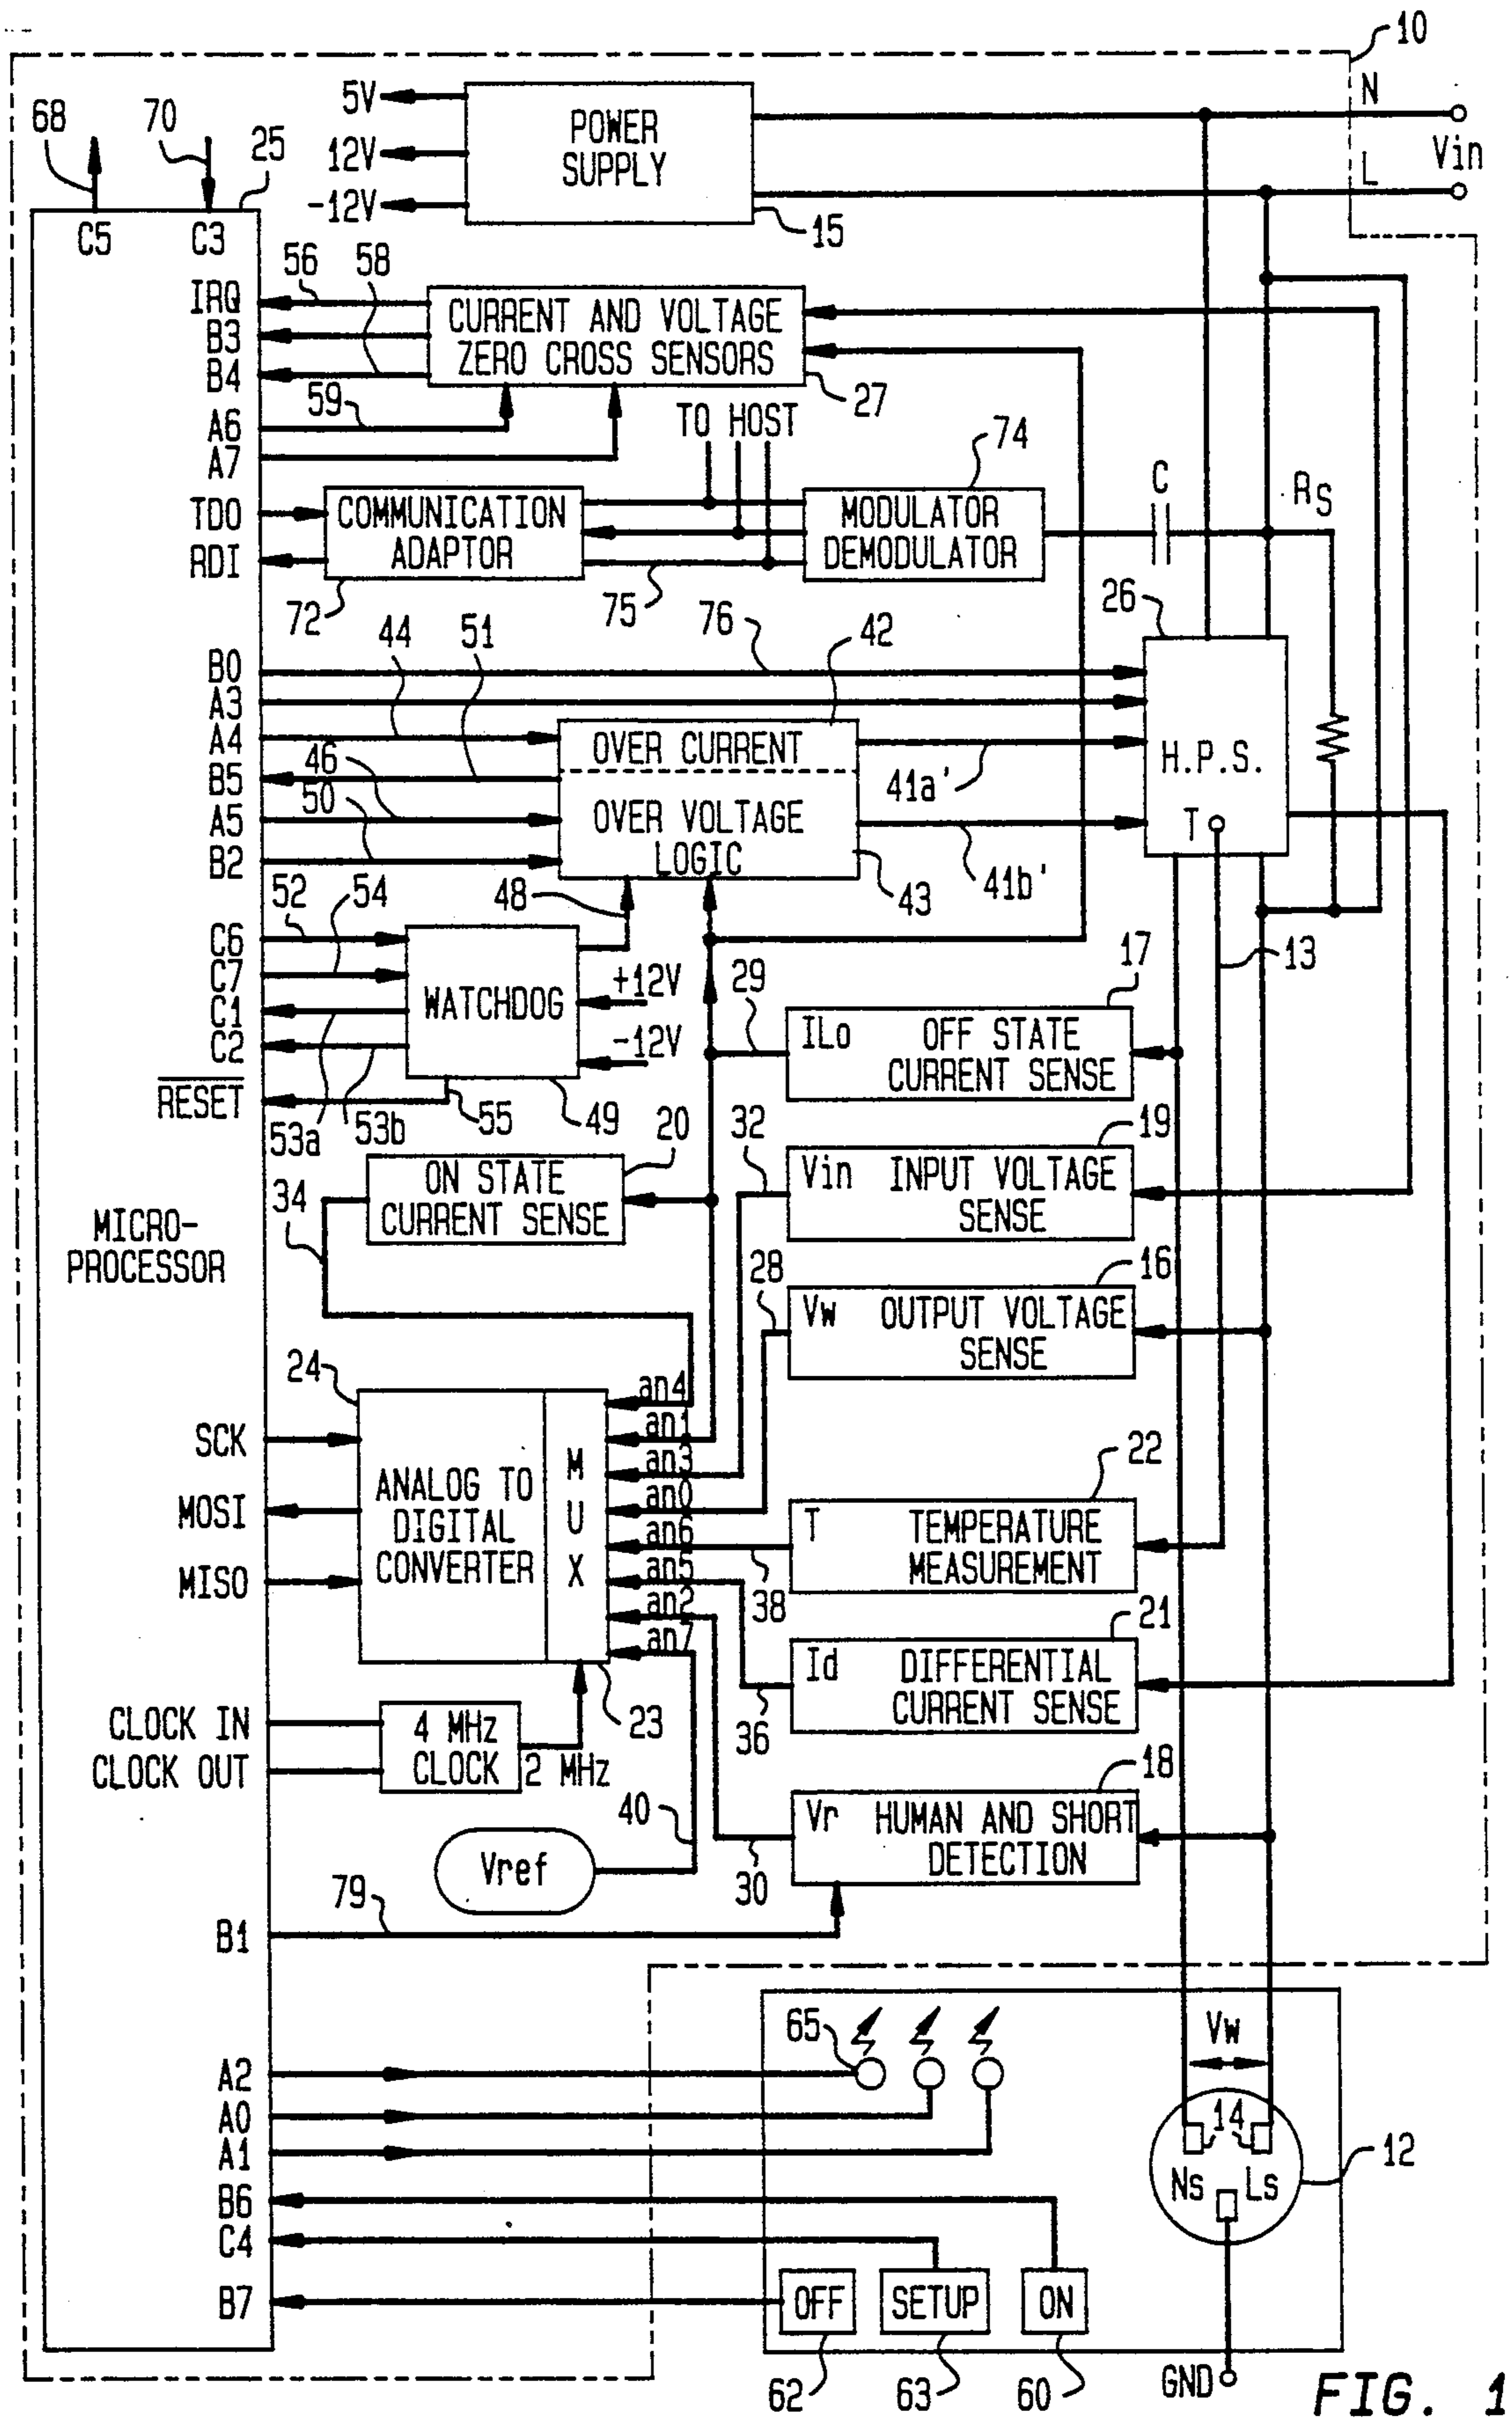 10
N
5V
POWER SUPPLY
12V
Vin
L
-12V
15
68
70
25
C5
C3
56
58
IRQ
CURRENT AND VOLTAGE
B3
ZERO CROSS SENSORS
B4
59
27
A6
TO HOST
A7
74
C
RS
TDO
COMMUNICATION
ADAPTOR
MODULATOR
DEMODULATOR
RDI
72
75
26
44
51
76
42
B0
A3
A4
OVER CURRENT
H.P.S.
46
B5
41a'
50
A5
OVER VOLTAGE
LOGIC
T
B2
41b'
52
54
48
43
C6
17
13
C7
WATCHDOG
+12V
29
ILo
OFF STATE
CURRENT SENSE
C1
C2
-12V
RESET
53a
53b
55
49
20
32
19
ON STATE
CURRENT SENSE
Vin
INPUT VOLTAGE
SENSE
34
MICRO-
PROCESSOR
28
16
Vw
OUTPUT VOLTAGE
SENSE
24
an4
an1
SCK
an3
22
ANALOG TO
DIGITAL
CONVERTER
M
U
X
an0
MOSI
an6
T
TEMPERATURE
MEASUREMENT
MISO
an5
38
an2
21
an7
Id
DIFFERENTIAL
CURRENT SENSE
CLOCK IN
4 MHz
CLOCK
23
36
CLOCK OUT
2 MHz
18
40
Vr
HUMAN AND SHORT
DETECTION
Vref
30
79
B1
65
Vw
A2
A0
14
A1
12
Ns
Ls
B6
C4
B7
OFF
SETUP
ON
62
63
60
GND
FIG. 1